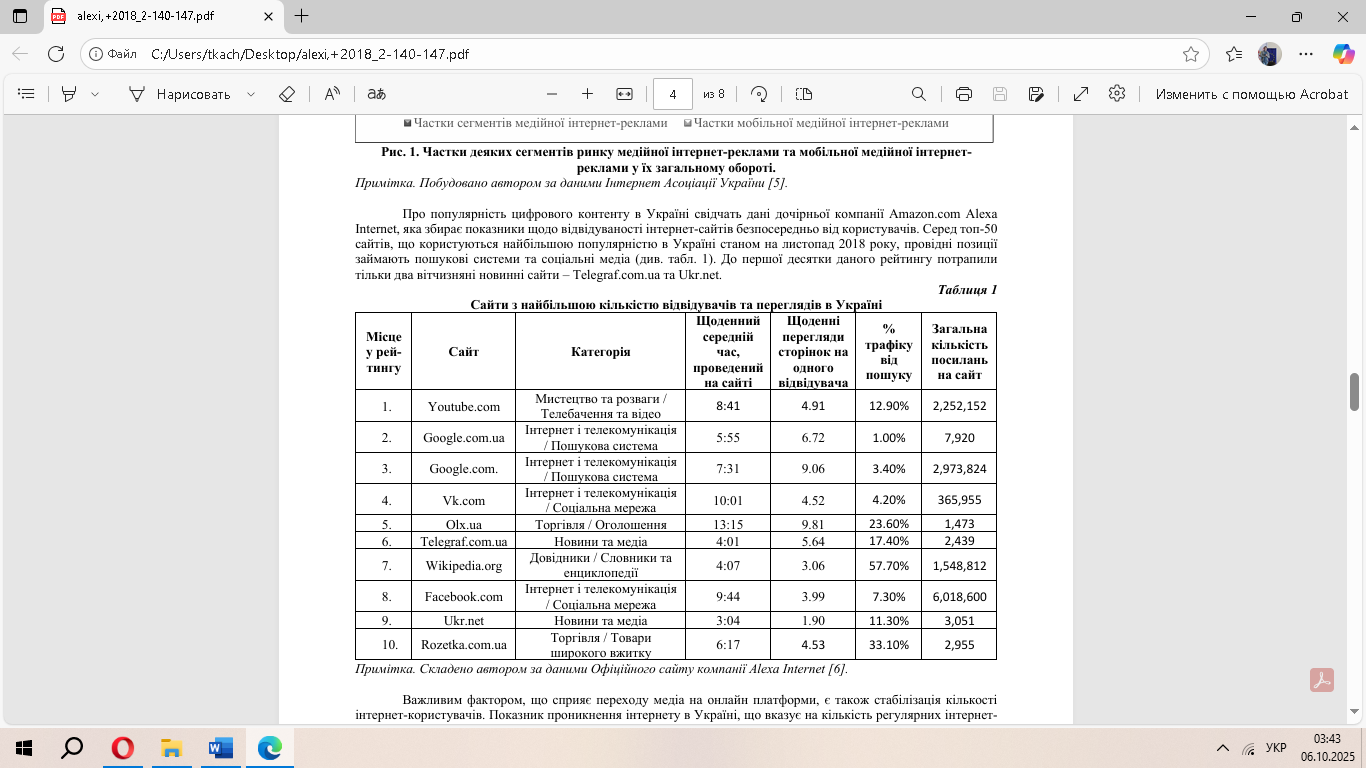 alexi,+2018_2-140-147.pdf
Файл C:/Users/tkach/Desktop/alexi,+2018_2-140-147.pdf
Нарисовать 4 из 8 Изменить с помощью Acrobat
Частки сегментів медійної інтернет-реклами Частки мобільної медійної інтернет-реклами
Рис. 1. Частки деяких сегментів ринку медійної інтернет-реклами та мобільної медійної інтернет-
реклами у їх загальному обороті.
Примітка. Побудовано автором за даними Інтернет Асоціації України [5].
Про популярність цифрового контенту в Україні свідчать дані дочірньої компанії Amazon.com Alexa
Internet, яка збирає показники щодо відвідуваності інтернет-сайтів безпосередньо від користувачів. Серед топ-50
сайтів, що користуються найбільшою популярністю в Україні станом на листопад 2018 року, провідні позиції
займають пошукові системи та соціальні медіа (див. табл. 1). До першої десятки даного рейтингу потрапили
тільки два вітчизняні новинні сайти – Telegraf.com.ua та Ukr.net.
Таблиця 1
Сайти з найбільшою кількістю відвідувачів та переглядів в Україні
Місце
у рей-
тингу
Сайт
Категорія
Щоденний
середній
час,
проведений
на сайті
Щоденні
перегляди
сторінок на
одного
відвідувача
%
трафіку
від
пошуку
Загальна
кількість
посилань
на сайт
1. Youtube.com Мистецтво та розваги /
Телебачення та відео 8:41 4.91 12.90% 2,252,152
2. Google.com.ua Інтернет і телекомунікація
/ Пошукова система 5:55 6.72 1.00% 7,920
3. Google.com. Інтернет і телекомунікація
/ Пошукова система 7:31 9.06 3.40% 2,973,824
4. Vk.com Інтернет і телекомунікація
/ Соціальна мережа 10:01 4.52 4.20% 365,955
5. Olx.ua Торгівля / Оголошення 13:15 9.81 23.60% 1,473
6. Telegraf.com.ua Новини та медіа 4:01 5.64 17.40% 2,439
7. Wikipedia.org Довідники / Словники та
енциклопедії 4:07 3.06 57.70% 1,548,812
8. Facebook.com Інтернет і телекомунікація
/ Соціальна мережа 9:44 3.99 7.30% 6,018,600
9. Ukr.net Новини та медіа 3:04 1.90 11.30% 3,051
10. Rozetka.com.ua Торгівля / Товари
широкого вжитку 6:17 4.53 33.10% 2,955
Примітка. Складено автором за даними Офіційного сайту компанії Alexa Internet [6].
Важливим фактором, що сприяє переходу медіа на онлайн платформи, є також стабілізація кількості
інтернет-користувачів. Показник проникнення інтернету в Україні, що вказує на кількість регулярних інтернет-
УКР 03:43
06.10.2025